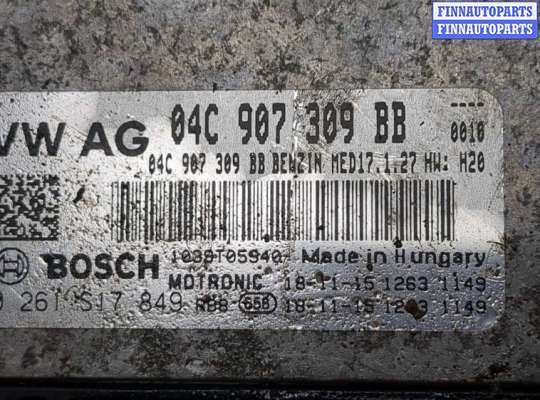 FINNAUTOPARTS
FINNAUTOPARTS
FINNAUTOPARTS
VW AG 04C 907 309 BB ----
0010
04C 907 309 BB BENZIN MED17.1.27 HW: H20
1039T05940 Made in Hungary
BOSCH MOTRONIC 18-11-15 1263 1149
261 S17 849 RB8 18-11-15 1263 1149